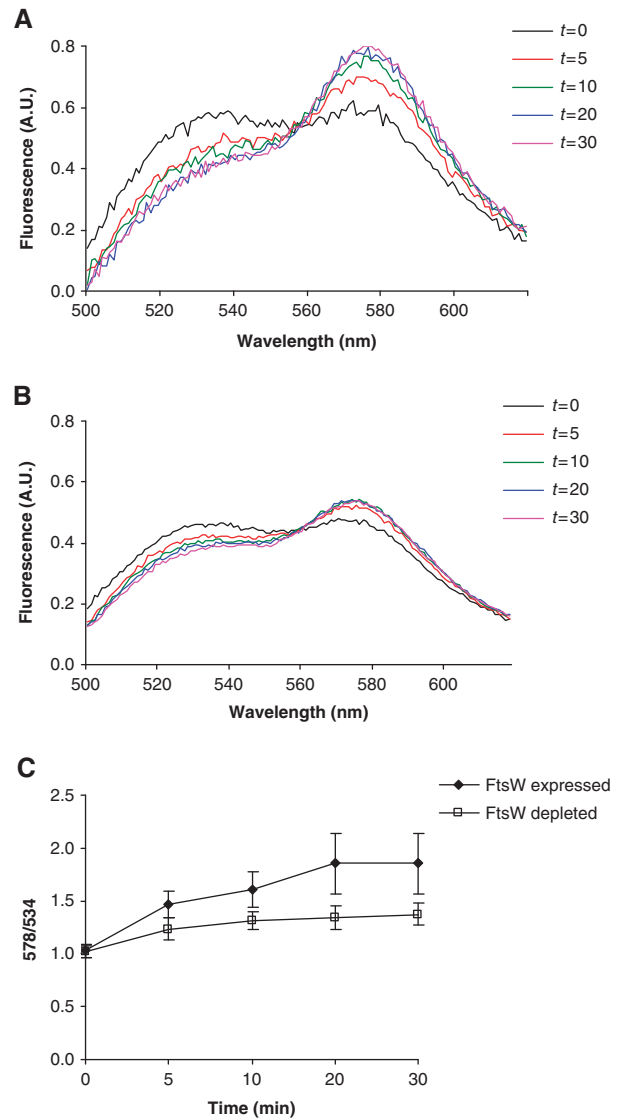 A
0.8
0.6
0.4
0.2
0.0
Fluorescence (A.U.)
500 520 540 560 580 600
Wavelength (nm)
t=0
t=5
t=10
t=20
t=30
B
0.8
0.6
0.4
0.2
0.0
Fluorescence (A.U.)
500 520 540 560 580 600
Wavelength (nm)
t=0
t=5
t=10
t=20
t=30
C
2.5
2.0
1.5
1.0
0.5
0.0
578/534
0 5 10 20 30
Time (min)
FtsW expressed
FtsW depleted